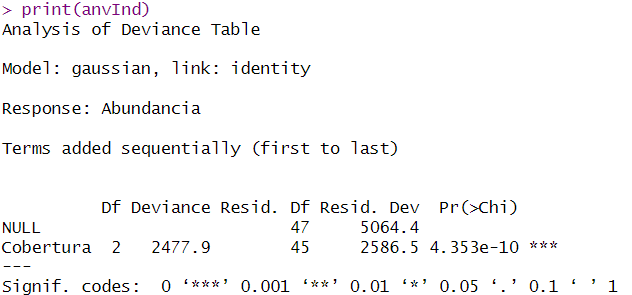 > print(anvInd)
Analysis of Deviance Table

Model: gaussian, link: identity

Response: Abundancia

Terms added sequentially (first to last)


          Df Deviance Resid. Df Resid. Dev  Pr(>Chi)
NULL                         47     5064.4
Cobertura  2   2477.9        45     2586.5 4.353e-10 ***
---
Signif. codes:  0 ‘***’ 0.001 ‘**’ 0.01 ‘*’ 0.05 ‘.’ 0.1 ‘ ’ 1